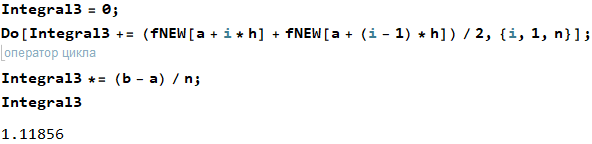 Integral3 = 0;
Do[Integral3 += (fNEW[a + i * h] + fNEW[a + (i - 1) * h]) / 2, {i, 1, n}];
оператор цикла
Integral3 *= (b - a) / n;
Integral3
1.11856